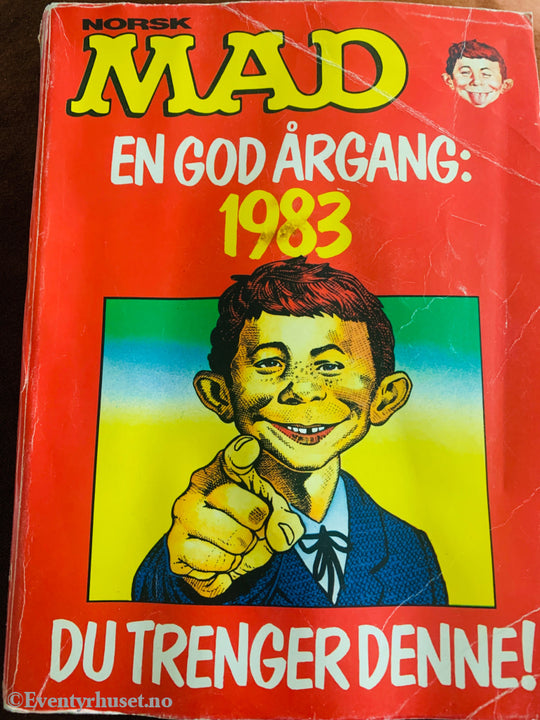 NORSK
MAD
EN GOD ÅRGANG:
1983
DU TRENGER DENNE!
©Eventyrhuset.no